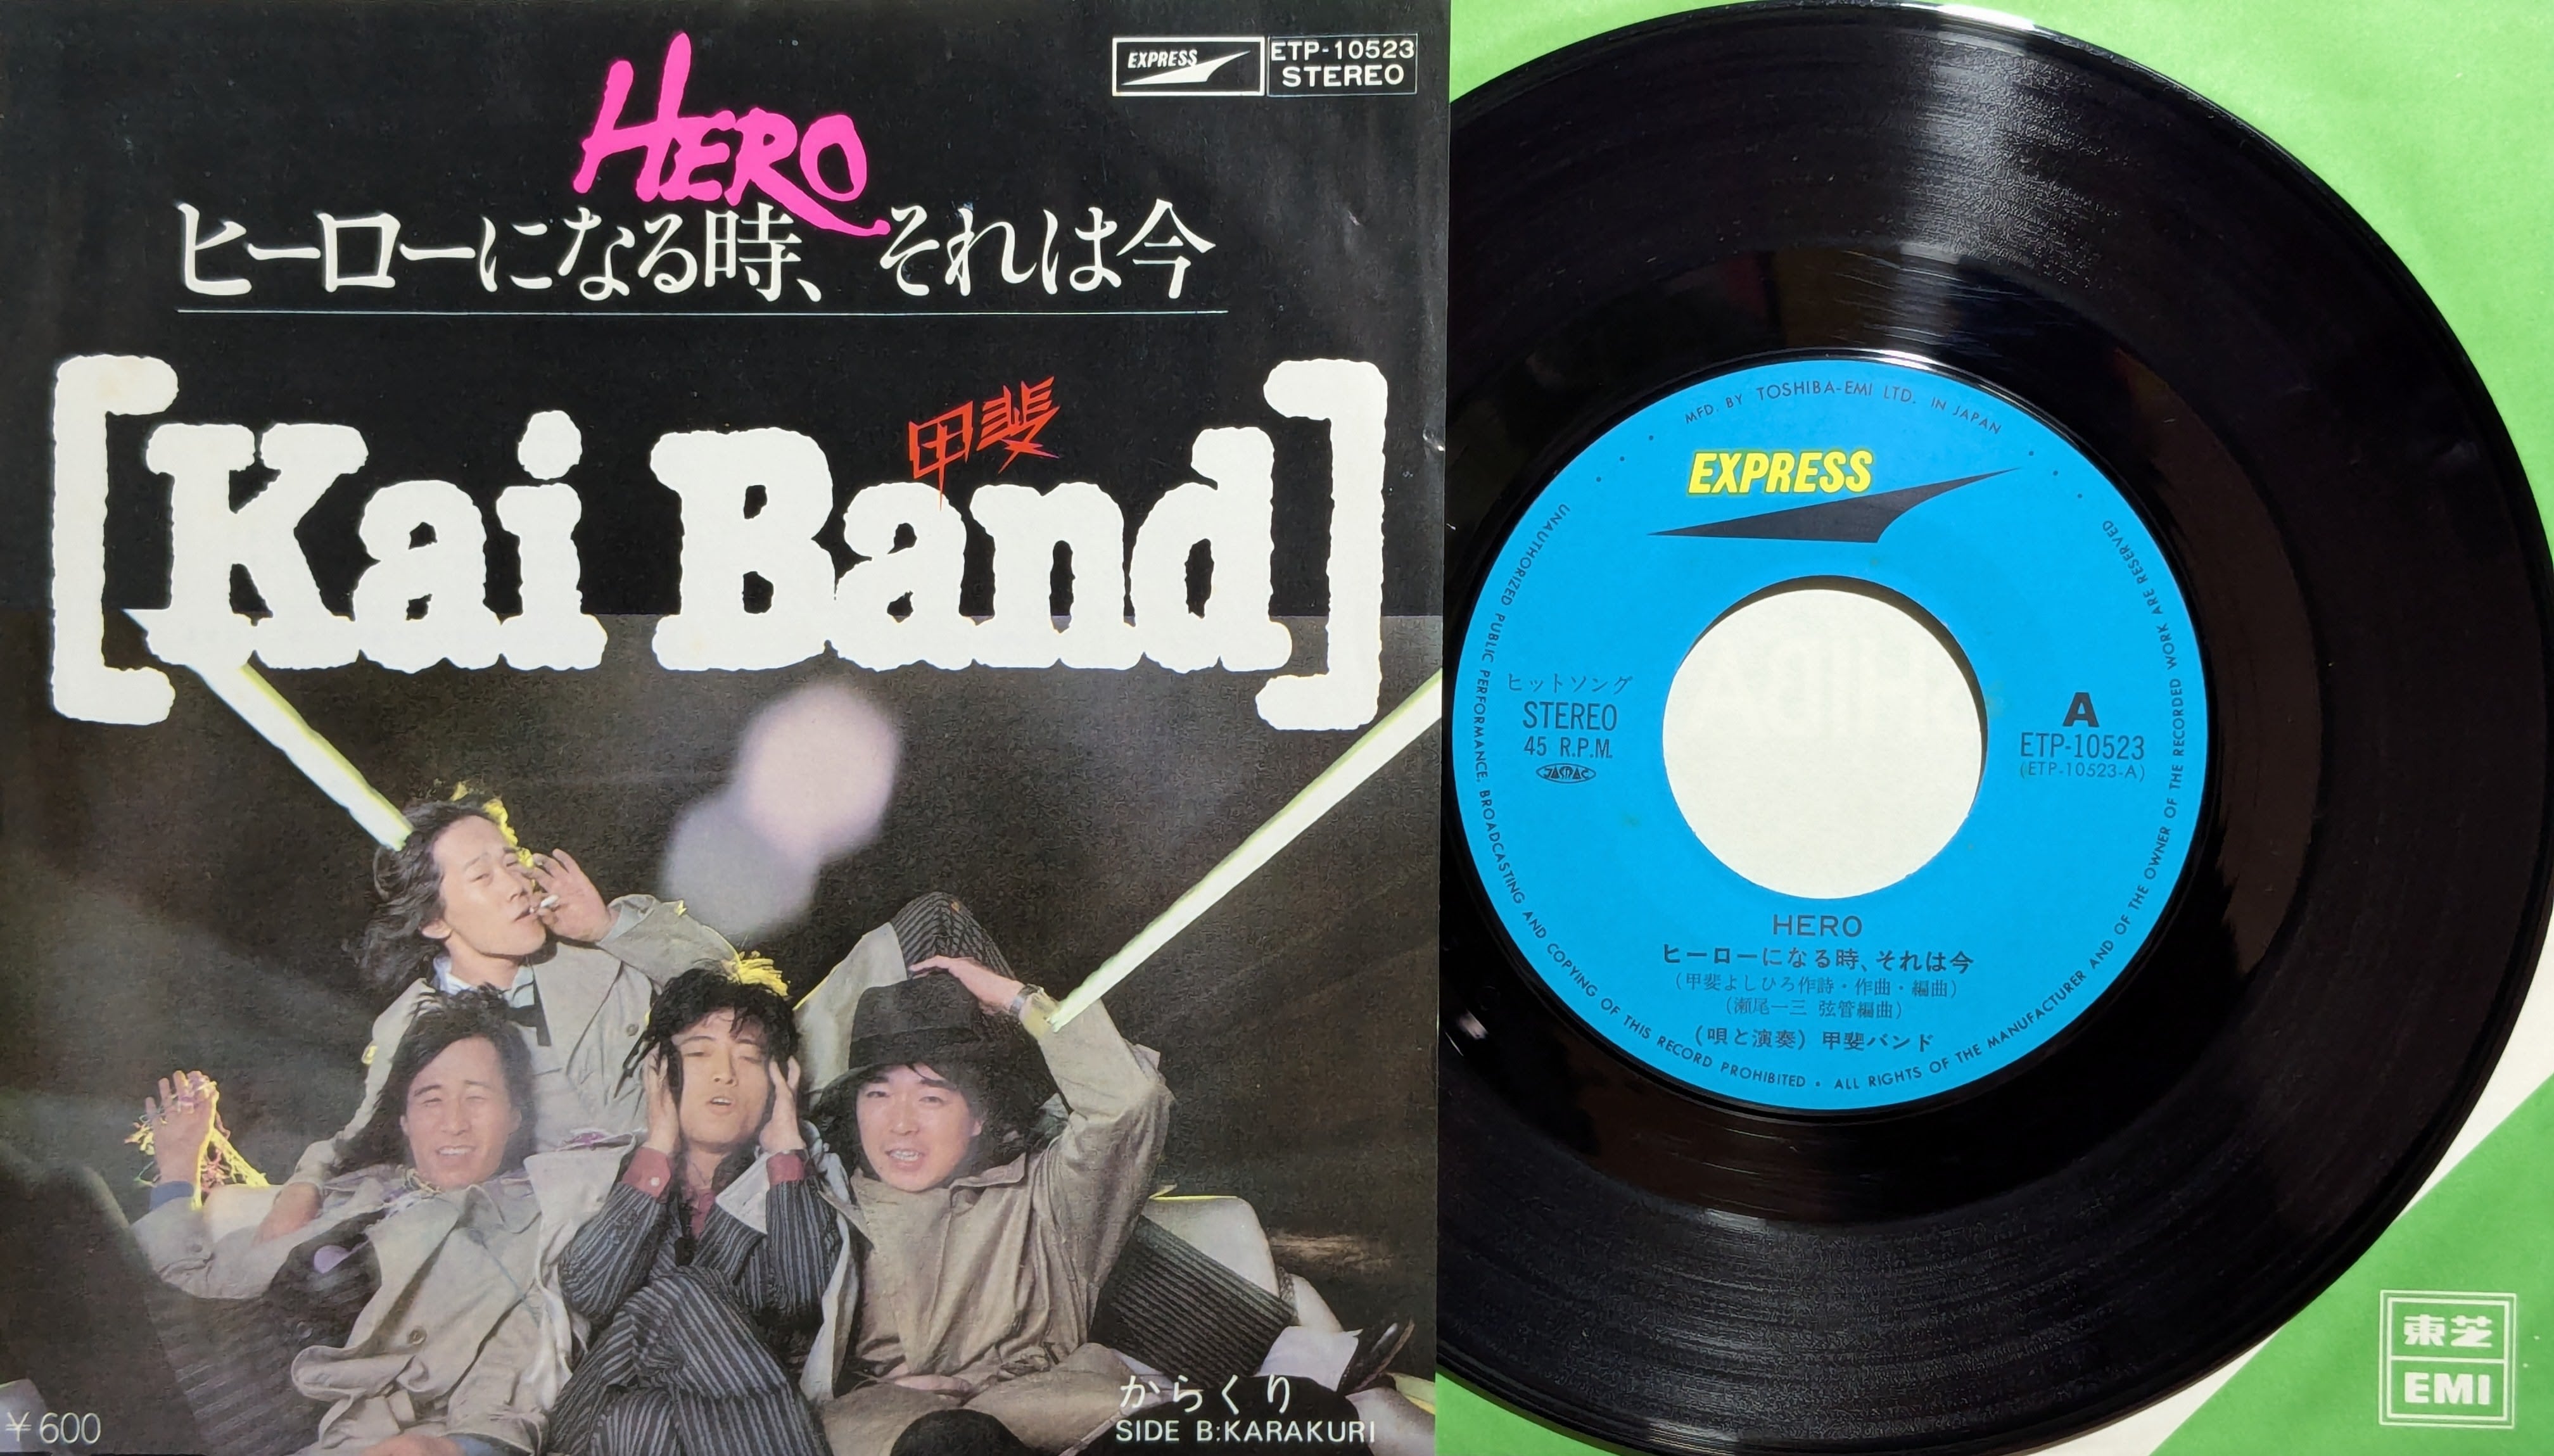 HERO
EXPRESS
ETP-10523
STEREO
ヒーローになる時、それは今
甲斐
[Kai Band]
からくり
SIDE B:KARAKURI
¥600
MFD. BY TOSHIBA-EMI LTD. IN JAPAN
EXPRESS
ヒットソング
STEREO
45 R.P.M.
JASRAC
A
ETP-10523
(ETP-10523-A)
HERO
ヒーローになる時、それは今
(甲斐よしひろ作詩・作曲・編曲)
(瀬尾一三 弦管編曲)
(唄と演奏) 甲斐バンド
UNAUTHORIZED PUBLIC PERFORMANCE, BROADCASTING AND COPYING OF THIS RECORD PROHIBITED • ALL RIGHTS OF THE MANUFACTURER AND OF THE OWNER OF THE RECORDED WORK ARE RESERVED
東芝
EMI